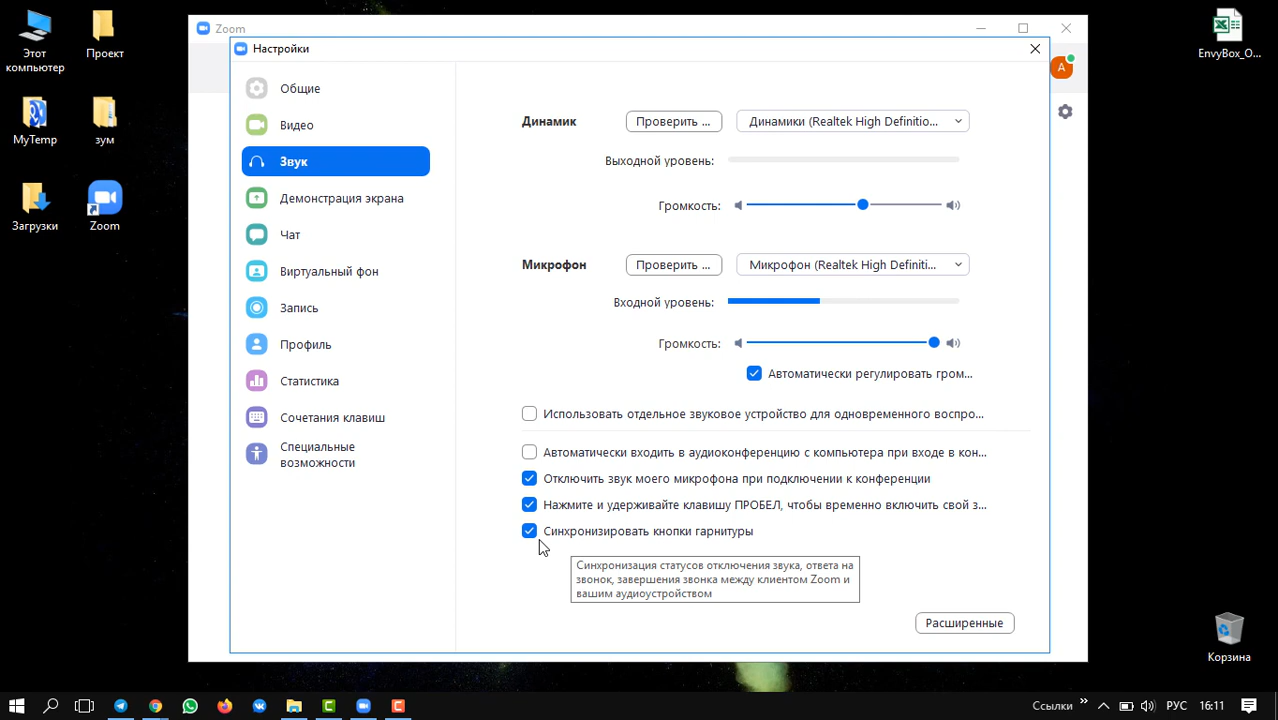 Этот
компьютер
Проект
MyTemp
зум
Загрузки
Zoom
Zoom
Настройки
A
EnvyBox_O...
Общие
Видео
Звук
Демонстрация экрана
Чат
Виртуальный фон
Запись
Профиль
Статистика
Сочетания клавиш
Специальные
возможности
Динамик
Проверить ...
Динамики (Realtek High Definitio...
Выходной уровень:
Громкость:
Микрофон
Проверить ...
Микрофон (Realtek High Definiti...
Входной уровень:
Громкость:
Автоматически регулировать гром...
Использовать отдельное звуковое устройство для одновременного воспро...
Автоматически входить в аудиоконференцию с компьютера при входе в кон...
Отключить звук моего микрофона при подключении к конференции
Нажмите и удерживайте клавишу ПРОБЕЛ, чтобы временно включить свой з...
Синхронизировать кнопки гарнитуры
Синхронизация статусов отключения звука, ответа на
звонок, завершения звонка между клиентом Zoom и
вашим аудиоустройством
Расширенные
Корзина
Ссылки
РУС
16:11